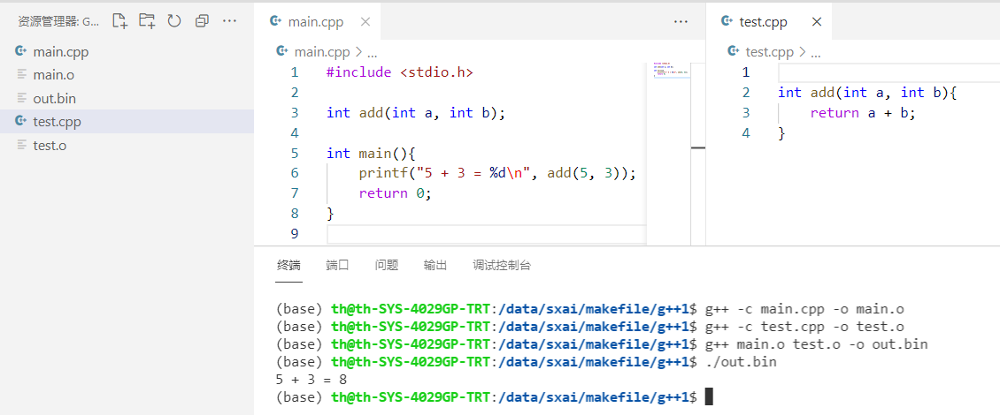 资源管理器: G...
main.cpp
main.o
out.bin
test.cpp
test.o
main.cpp
main.cpp > ...
1 #include <stdio.h>
2
3 int add(int a, int b);
4
5 int main(){
6 printf("5 + 3 = %d\n", add(5, 3));
7 return 0;
8 }
9
test.cpp
test.cpp > ...
1
2 int add(int a, int b){
3 return a + b;
4 }
终端 端口 问题 输出 调试控制台
(base) th@th-SYS-4029GP-TRT:/data/sxai/makefile/g++1$ g++ -c main.cpp -o main.o
(base) th@th-SYS-4029GP-TRT:/data/sxai/makefile/g++1$ g++ -c test.cpp -o test.o
(base) th@th-SYS-4029GP-TRT:/data/sxai/makefile/g++1$ g++ main.o test.o -o out.bin
(base) th@th-SYS-4029GP-TRT:/data/sxai/makefile/g++1$ ./out.bin
5 + 3 = 8
(base) th@th-SYS-4029GP-TRT:/data/sxai/makefile/g++1$